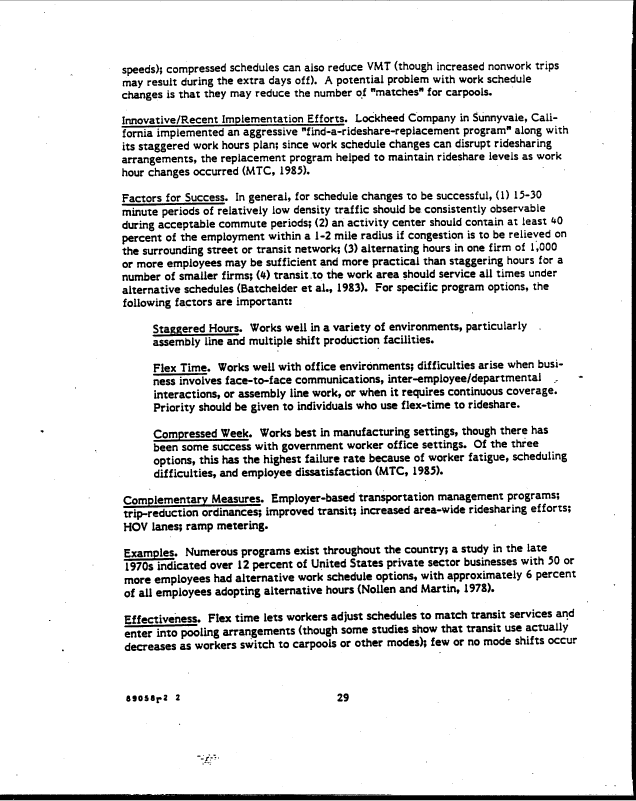 speeds); compressed schedules can also reduce VMT (though increased nonwork trips
may result during the extra days off). A potential problem with work schedule
changes is that they may reduce the number of "matches" for carpools.
Innovative/Recent Implementation Efforts. Lockheed Company in Sunnyvale, Cali-
fornia implemented an aggressive "find-a-rideshare-replacement program" along with
its staggered work hours plan; since work schedule changes can disrupt ridesharing
arrangements, the replacement program helped to maintain rideshare levels as work
hour changes occurred (MTC, 1985).
Factors for Success. In general, for schedule changes to be successful, (1) 15-30
minute periods of relatively low density traffic should be consistently observable
during acceptable commute periods; (2) an activity center should contain at least 40
percent of the employment within a 1-2 mile radius if congestion is to be relieved on
the surrounding street or transit network; (3) alternating hours in one firm of 1,000
or more employees may be sufficient and more practical than staggering hours for a
number of smaller firms; (4) transit to the work area should service all times under
alternative schedules (Batchelder et al., 1983). For specific program options, the
following factors are important:
Staggered Hours. Works well in a variety of environments, particularly
assembly line and multiple shift production facilities.
Flex Time. Works well with office environments; difficulties arise when busi-
ness involves face-to-face communications, inter-employee/departmental
interactions, or assembly line work, or when it requires continuous coverage.
Priority should be given to individuals who use flex-time to rideshare.
Compressed Week. Works best in manufacturing settings, though there has
been some success with government worker office settings. Of the three
options, this has the highest failure rate because of worker fatigue, scheduling
difficulties, and employee dissatisfaction (MTC, 1985).
Complementary Measures. Employer-based transportation management programs;
trip-reduction ordinances; improved transit; increased area-wide ridesharing efforts;
HOV lanes; ramp metering.
Examples. Numerous programs exist throughout the country; a study in the late
1970s indicated over 12 percent of United States private sector businesses with 50 or
more employees had alternative work schedule options, with approximately 6 percent
of all employees adopting alternative hours (Nollen and Martin, 1978).
Effectiveness. Flex time lets workers adjust schedules to match transit services and
enter into pooling arrangements (though some studies show that transit use actually
decreases as workers switch to carpools or other modes); few or no mode shifts occur
89058r2 2
29